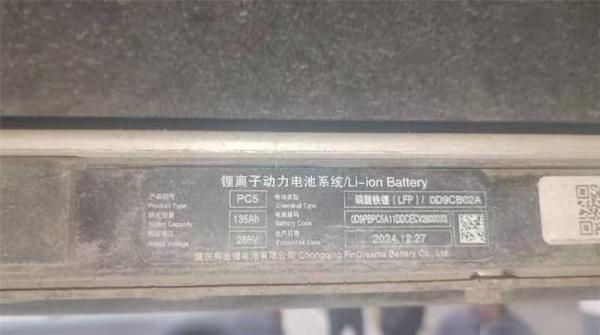 锂离子动力电池系统/Li-ion Battery
产品型号 Product Type PC5 电池类型 Chemical Type 磷酸铁锂 (LFP) / 0D9CB02A
额定容量 Rated Capacity 135Ah 电池编码 Battery Code
额定电压 Rated Voltage 288V 生产日期 Production Date 2024.12.27
重庆弗迪锂电池有限公司 Chongqing FinDreams Battery Co., Ltd.